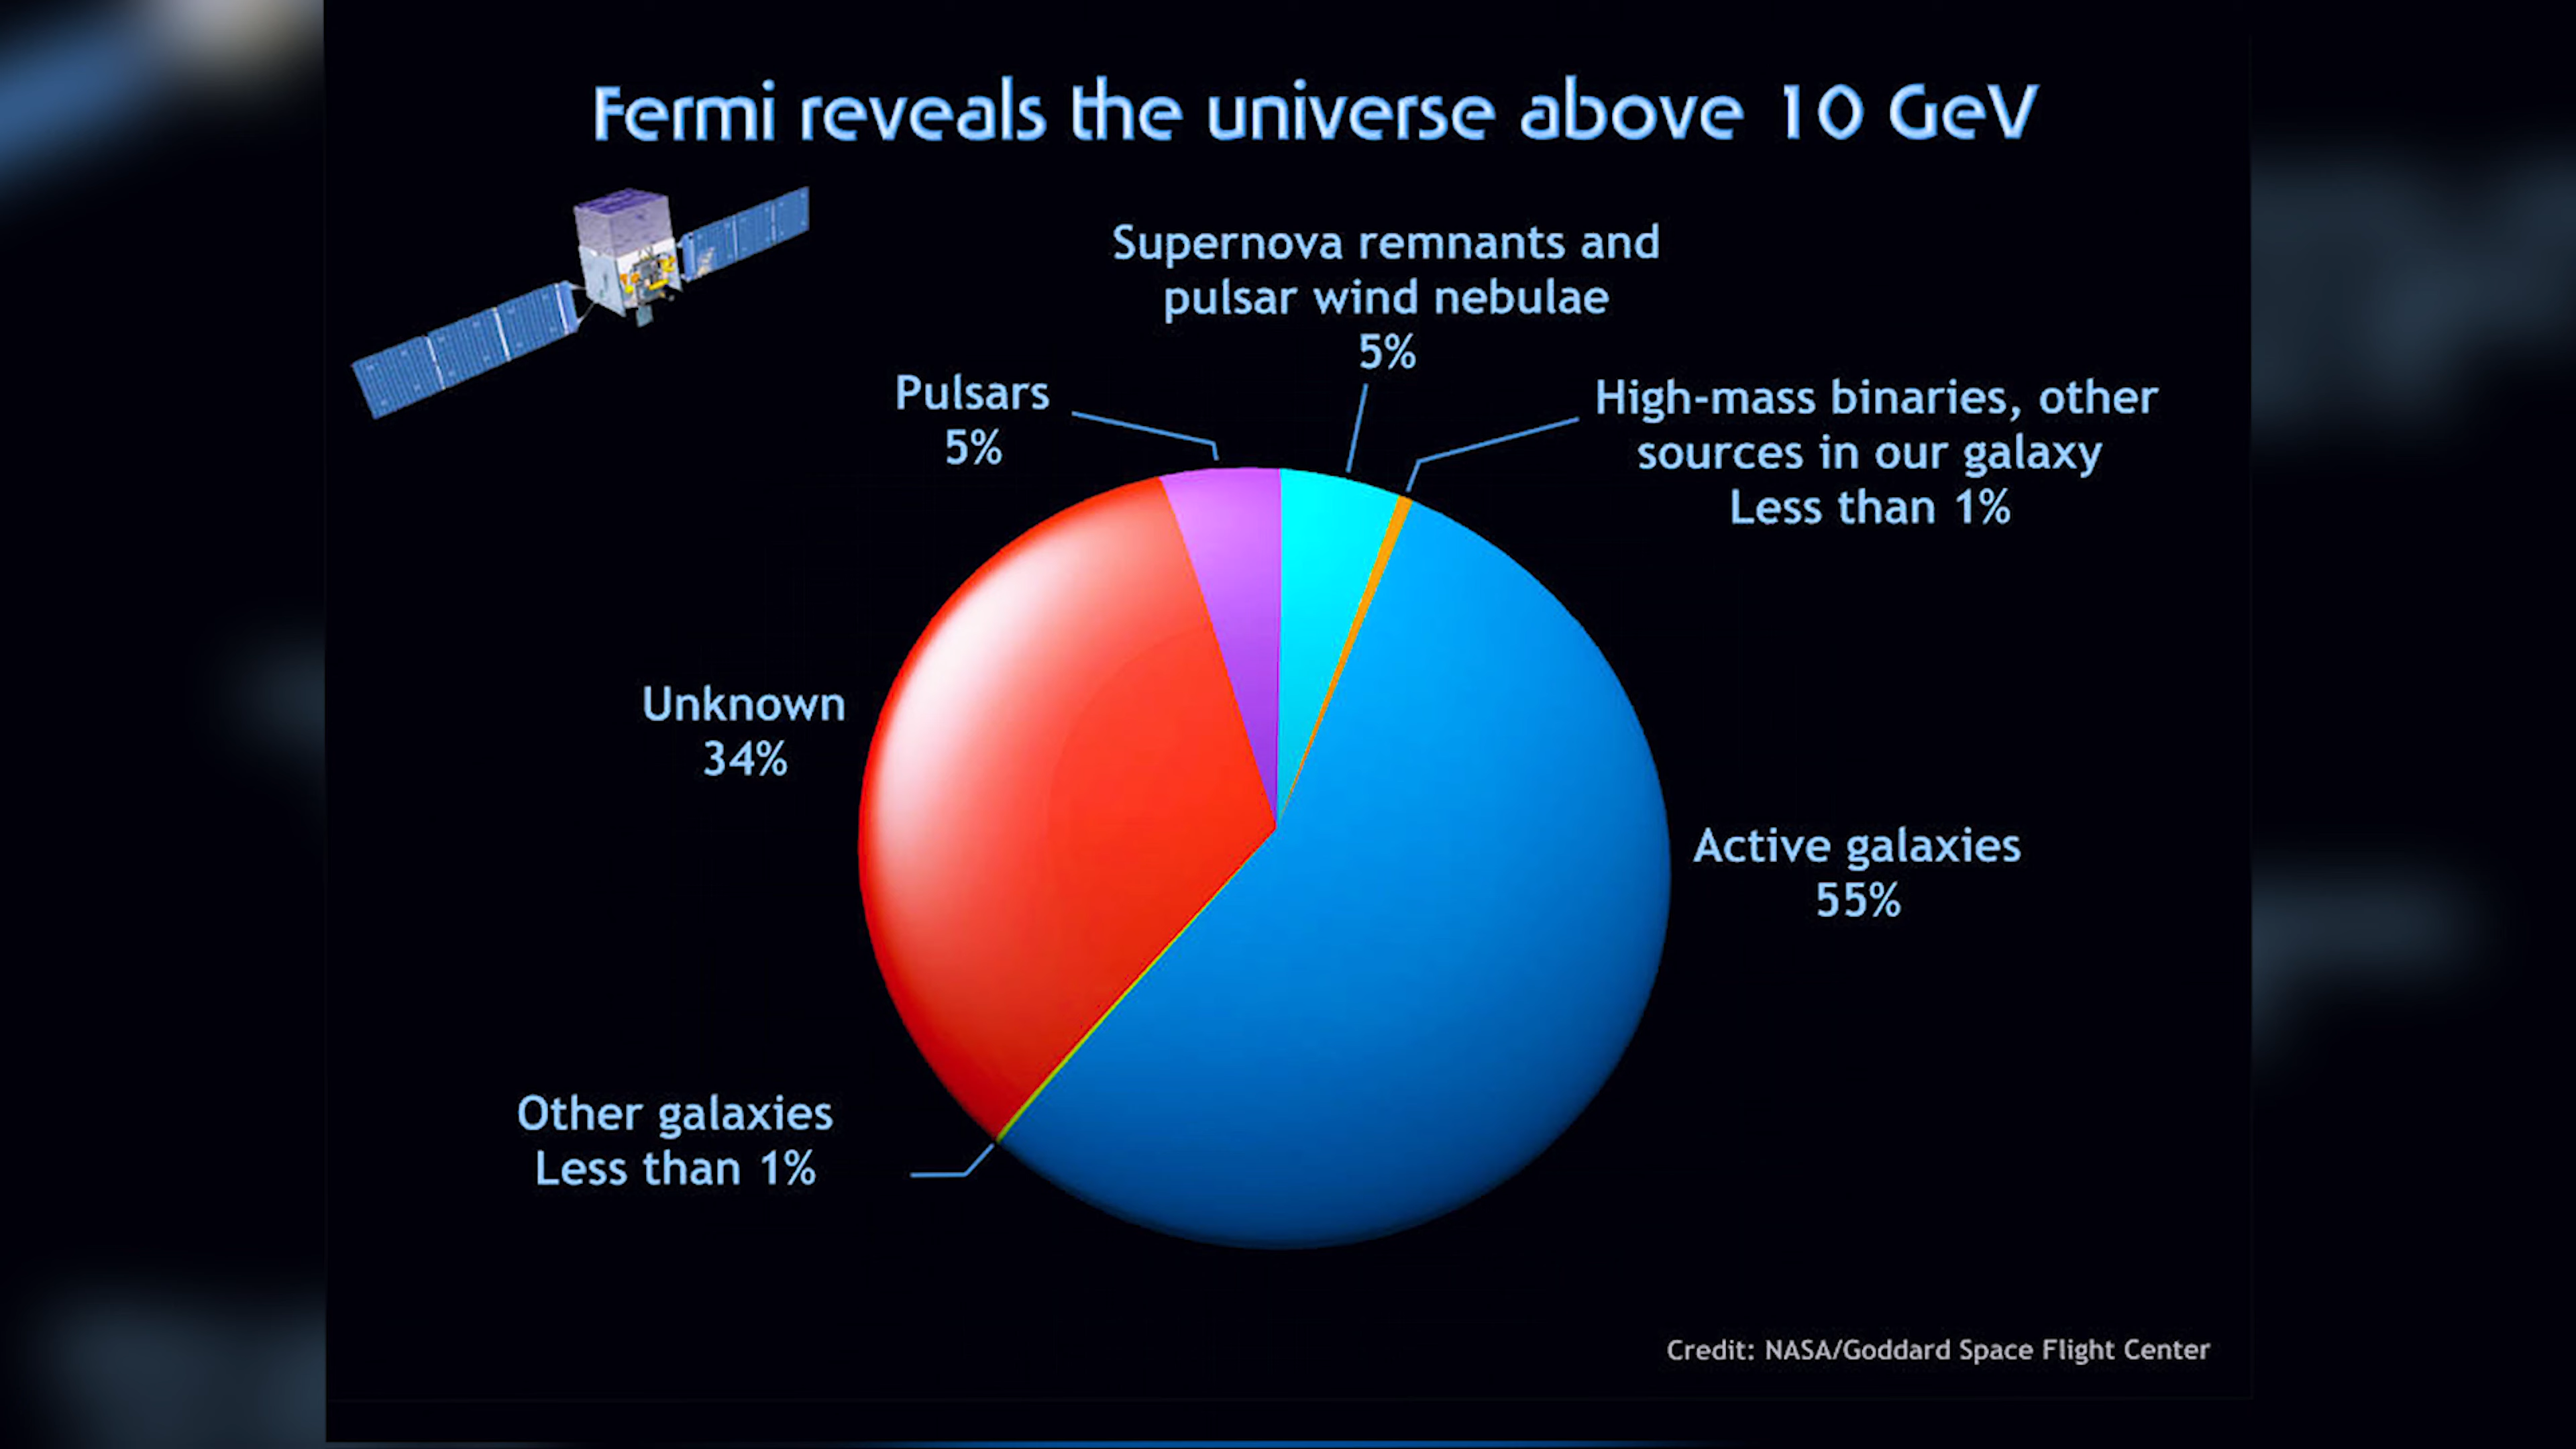 Fermi reveals the universe above 10 GeV
Supernova remnants and
pulsar wind nebulae
5%
Pulsars
5%
High-mass binaries, other
sources in our galaxy
Less than 1%
Unknown
34%
Active galaxies
55%
Other galaxies
Less than 1%
Credit: NASA/Goddard Space Flight Center